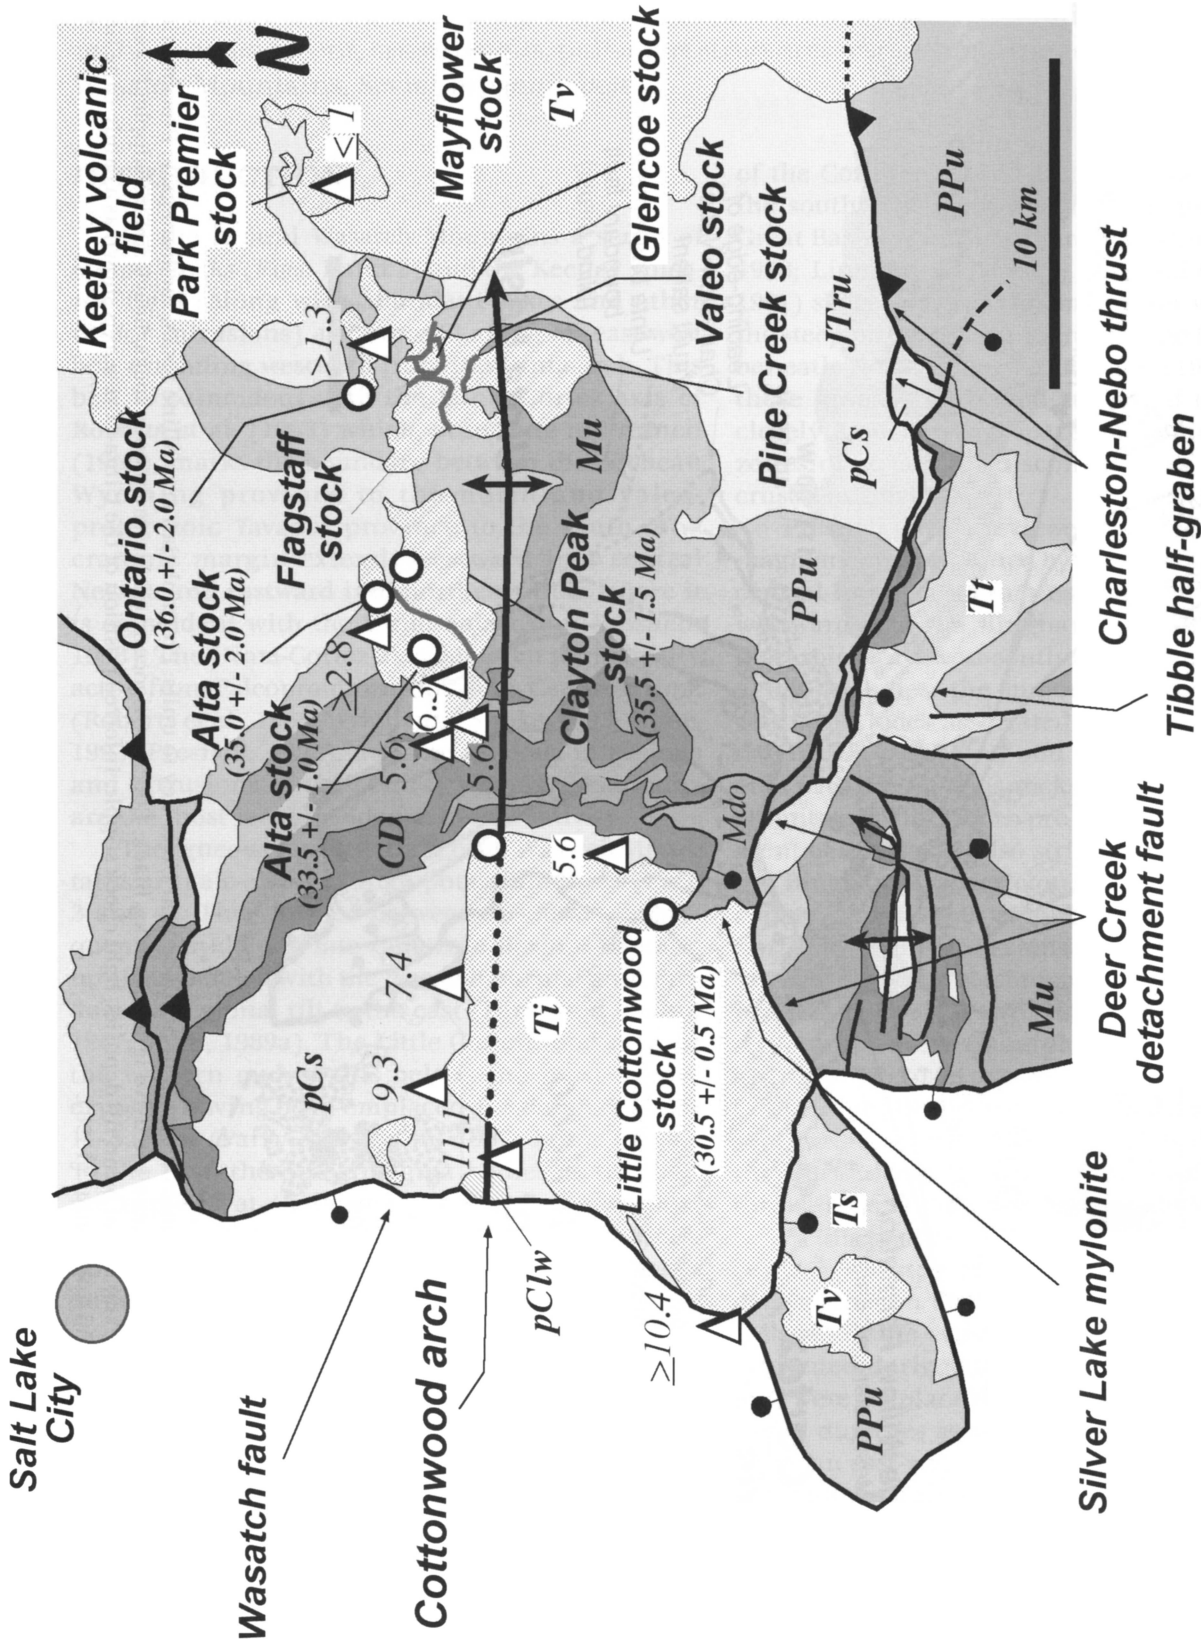 Salt Lake
City
Wasatch fault
Cottonwood arch
pClw
≥10.4
PPu
Tv
Ts
Silver Lake mylonite
pCs
9.3
11.1
7.4
Ti
Little Cottonwood
stock
(30.5 +/- 0.5 Ma)
5.6
Mdo
Mu
Deer Creek
detachment fault
CD
5.6
6.3
5.6
≥2.8
Alta stock
(33.5 +/- 1.0 Ma)
Alta stock
(35.0 +/- 2.0 Ma)
Ontario stock
(36.0 +/- 2.0 Ma)
Flagstaff
stock
Clayton Peak
stock
(35.5 +/- .5 Ma)
Mu
PPu
Tt
Tibble half-graben
Charleston-Nebo thrust
pCs
JTru
PPu
10 km
Pine Creek stock
Valeo stock
Glencoe stock
Mayflower
stock
Tv
Keetley volcanic
field
Park Premier
stock
≤1
N